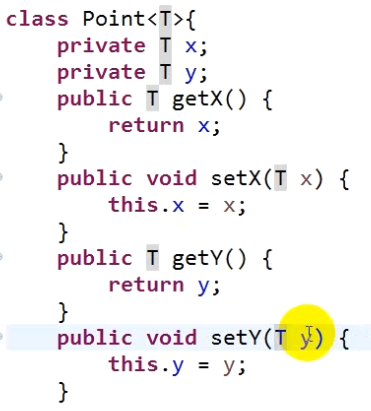 class Point<T>{
    private T x;
    private T y;
    public T getX() {
        return x;
    }
    public void setX(T x) {
        this.x = x;
    }
    public T getY() {
        return y;
    }
    public void setY(T y) {
        this.y = y;
    }